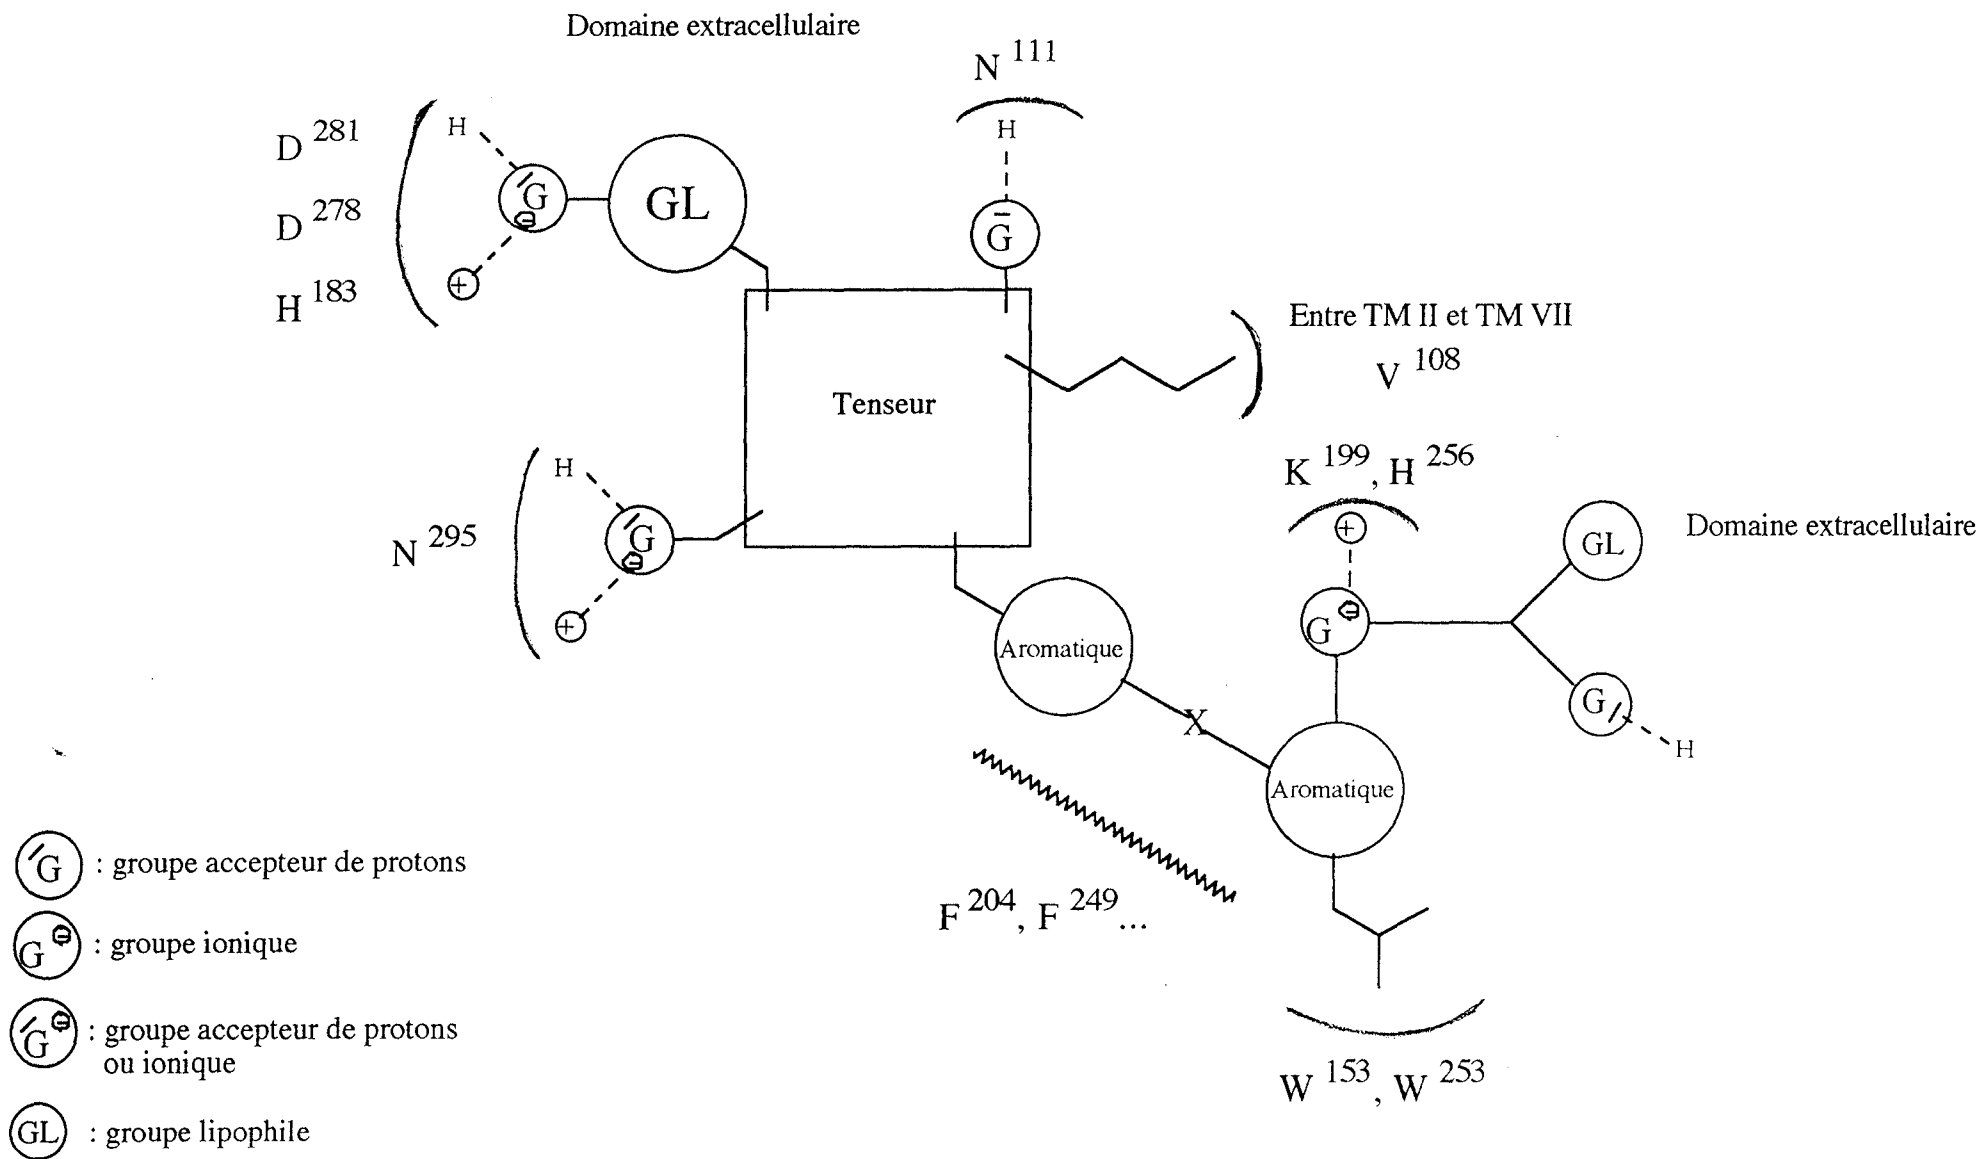 Domaine extracellulaire
N 111
H
D 281
H
G
GL
D 278
G
+
H 183
Entre TM II et TM VII
V 108
Tenseur
K 199, H 256
H
+
GL
Domaine extracellulaire
N 295
G
G
+
Aromatique
G
X
H
Aromatique
G : groupe accepteur de protons
F 204, F 249...
G : groupe ionique
G : groupe accepteur de protons
ou ionique
W 153, W 253
GL : groupe lipophile